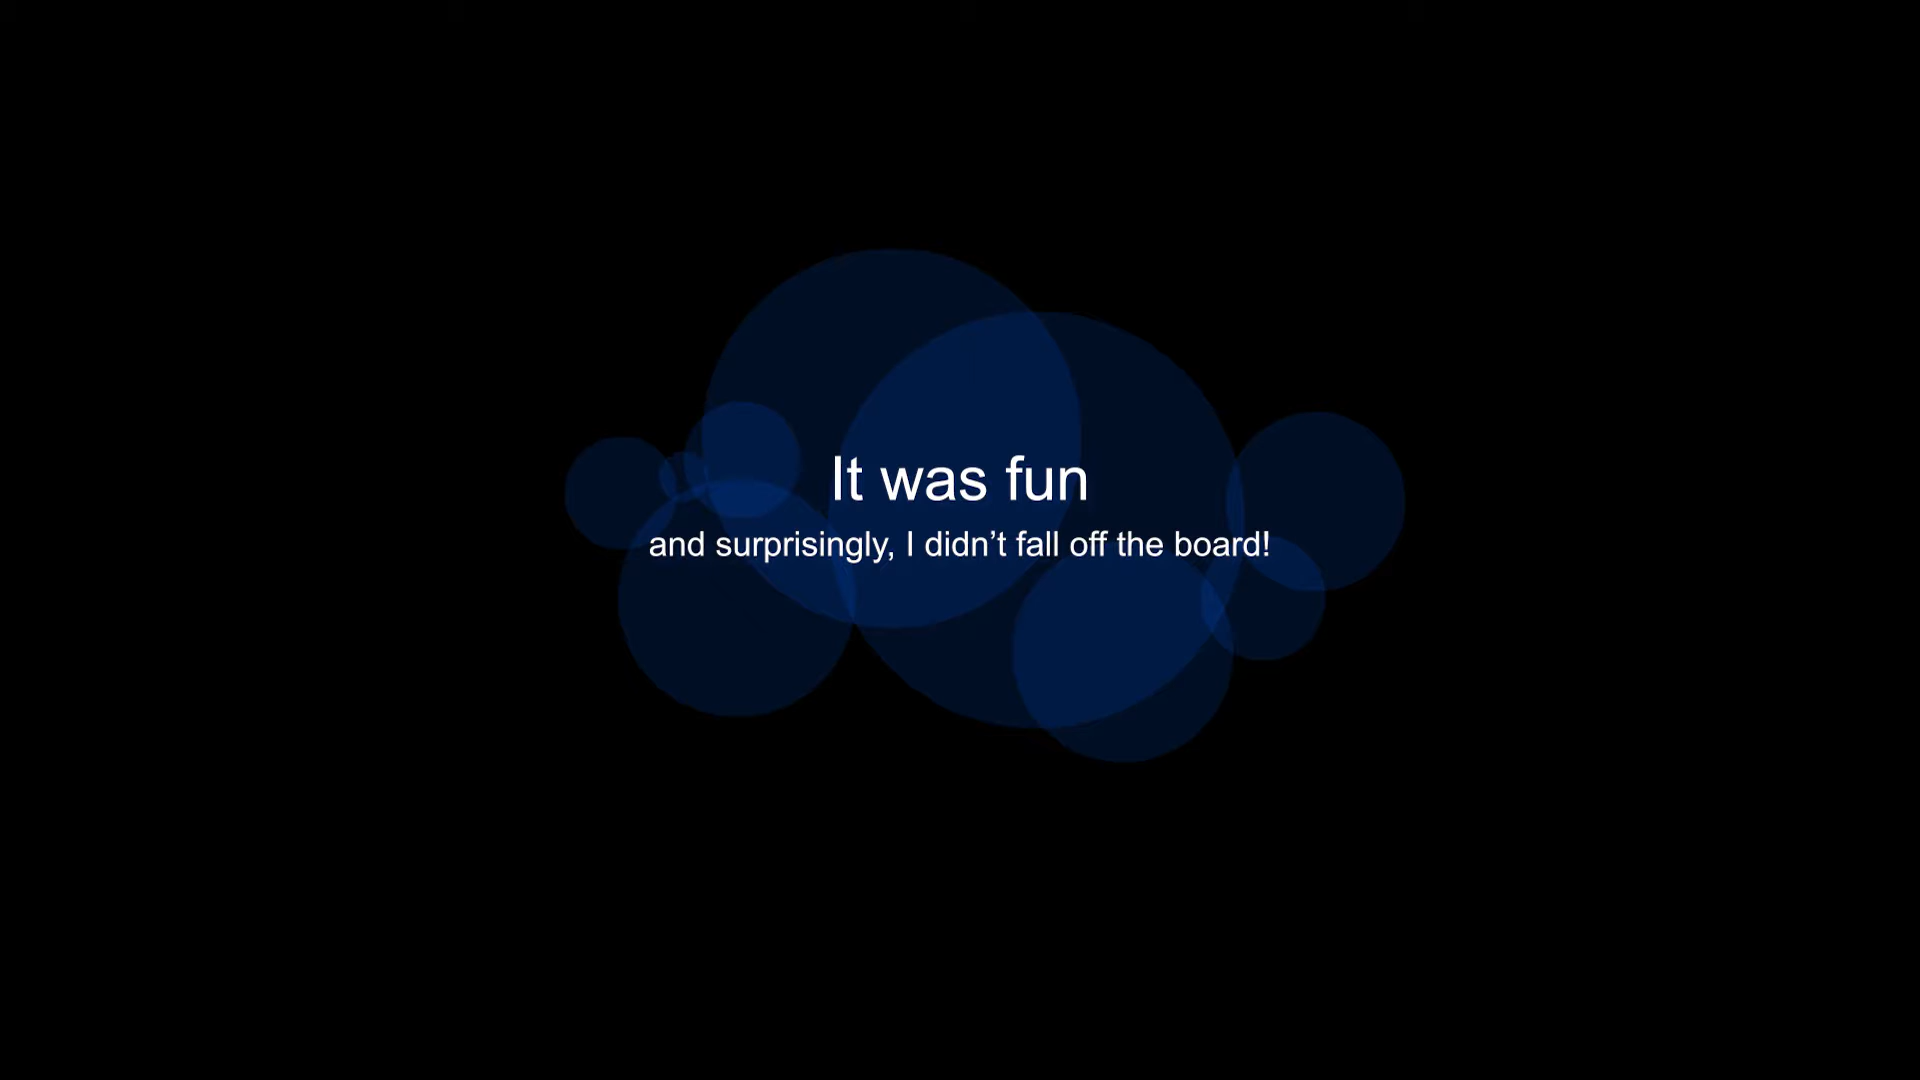 It was fun
and surprisingly, I didn’t fall off the board!